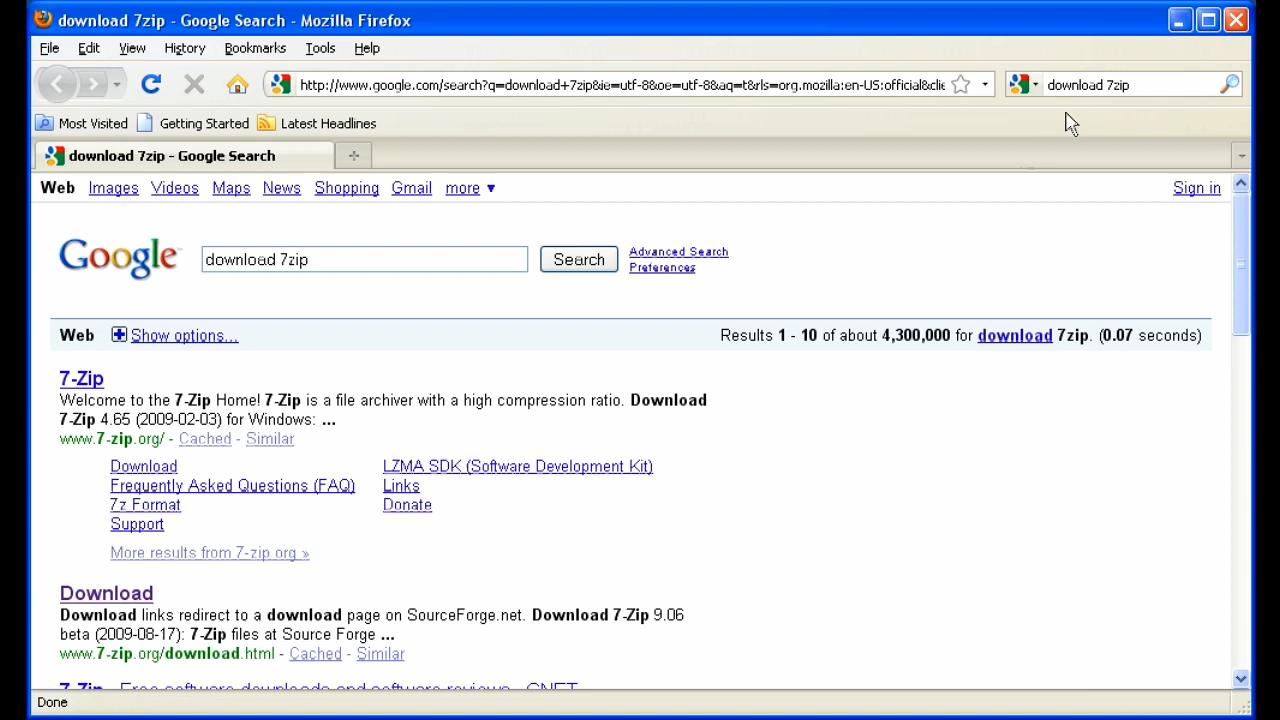 download 7zip - Google Search - Mozilla Firefox
File Edit View History Bookmarks Tools Help
http://www.google.com/search?q=download+7zip&ie=utf-8&oe=utf-8&aq=t&rls=org.mozilla:en-US:official&clie download 7zip
Most Visited Getting Started Latest Headlines
download 7zip - Google Search
Web Images Videos Maps News Shopping Gmail more ▼ Sign in
Google download 7zip Search Advanced Search
Preferences
Web Show options... Results 1 - 10 of about 4,300,000 for download 7zip. (0.07 seconds)
7-Zip
Welcome to the 7-Zip Home! 7-Zip is a file archiver with a high compression ratio. Download
7-Zip 4.65 (2009-02-03) for Windows: ...
www.7-zip.org/ - Cached - Similar
Download LZMA SDK (Software Development Kit)
Frequently Asked Questions (FAQ) Links
7z Format Donate
Support
More results from 7-zip.org »
Download
Download links redirect to a download page on SourceForge.net. Download 7-Zip 9.06
beta (2009-08-17): 7-Zip files at Source Forge ...
www.7-zip.org/download.html - Cached - Similar
7-Zip - Free software downloads and software reviews - CNET
Done